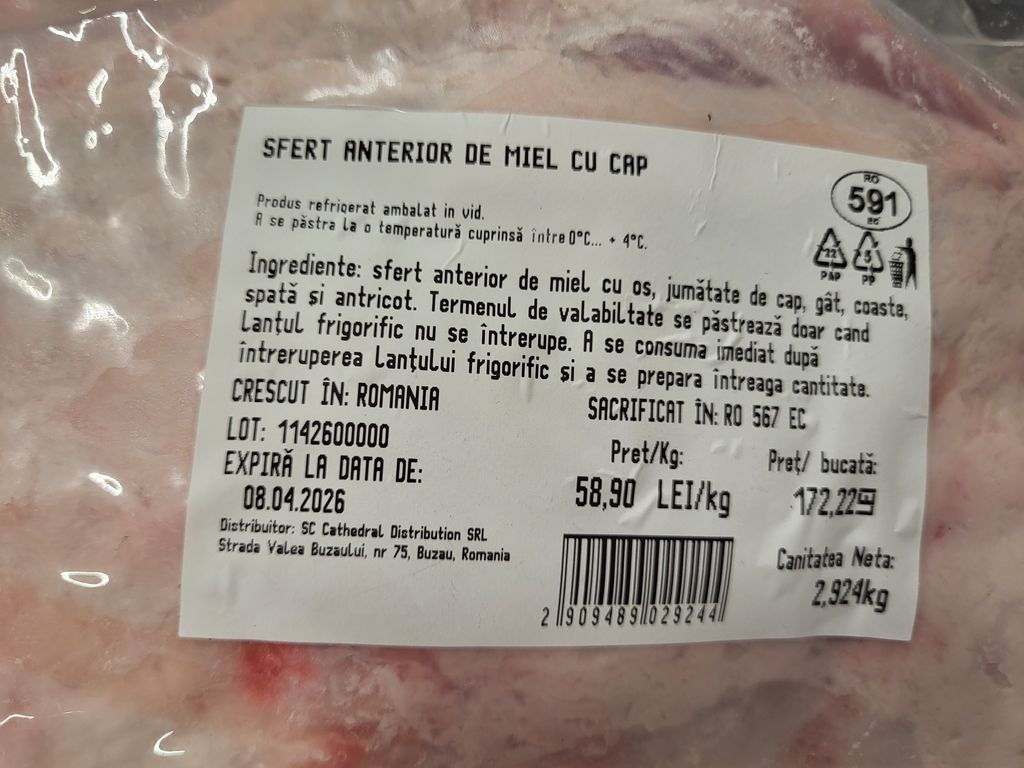 SFERT ANTERIOR DE MIEL CU CAP
RO
591
EC
Produs refrigerat ambalat in vid.
A se păstra la o temperatură cuprinsă între 0°C... + 4°C.
22
PAP
5
PP
Ingrediente: sfert anterior de miel cu os, jumătate de cap, gât, coaste,
spată și antricot. Termenul de valabiltate se păstrează doar cand
Lanțul frigorific nu se întrerupe. A se consuma imediat după
întreruperea Lanțului frigorific și a se prepara întreaga cantitate.
CRESCUT ÎN: ROMANIA
SACRIFICAT ÎN: RO 567 EC
LOT: 1142600000
EXPIRĂ LA DATA DE:
08.04.2026
Pret/Kg:
58,90 LEI/kg
Preț/ bucată:
172,22
Distribuitor: SC Cathedral Distribution SRL
Strada Valea Buzaului, nr 75, Buzau, Romania
Canitatea Neta:
2,924kg
2 909489 029244